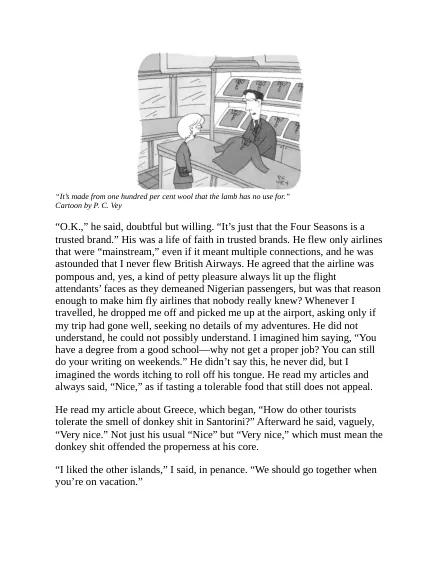 “It’s made from one hundred per cent wool that the lamb has no use for.”
Cartoon by P. C. Vey
“O.K.,” he said, doubtful but willing. “It’s just that the Four Seasons is a
trusted brand.” His was a life of faith in trusted brands. He flew only airlines
that were “mainstream,” even if it meant multiple connections, and he was
astounded that I never flew British Airways. He agreed that the airline was
pompous and, yes, a kind of petty pleasure always lit up the flight
attendants’ faces as they demeaned Nigerian passengers, but was that reason
enough to make him fly airlines that nobody really knew? Whenever I
travelled, he dropped me off and picked me up at the airport, asking only if
my trip had gone well, seeking no details of my adventures. He did not
understand, he could not possibly understand. I imagined him saying, “You
have a degree from a good school—why not get a proper job? You can still
do your writing on weekends.” He didn’t say this, he never did, but I
imagined the words itching to roll off his tongue. He read my articles and
always said, “Nice,” as if tasting a tolerable food that still does not appeal.
He read my article about Greece, which began, “How do other tourists
tolerate the smell of donkey shit in Santorini?” Afterward he said, vaguely,
“Very nice.” Not just his usual “Nice” but “Very nice,” which must mean the
donkey shit offended the properness at his core.
“I liked the other islands,” I said, in penance. “We should go together when
you’re on vacation.”